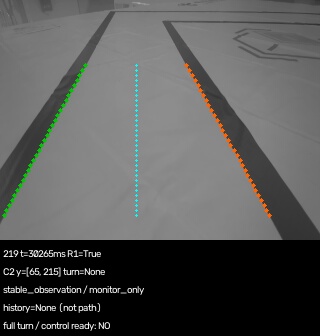 219 t=30265ms R1=True
C2 y=[65, 215] turn=None
stable_observation / monitor_only
history=None (not path)
full turn / control ready: NO